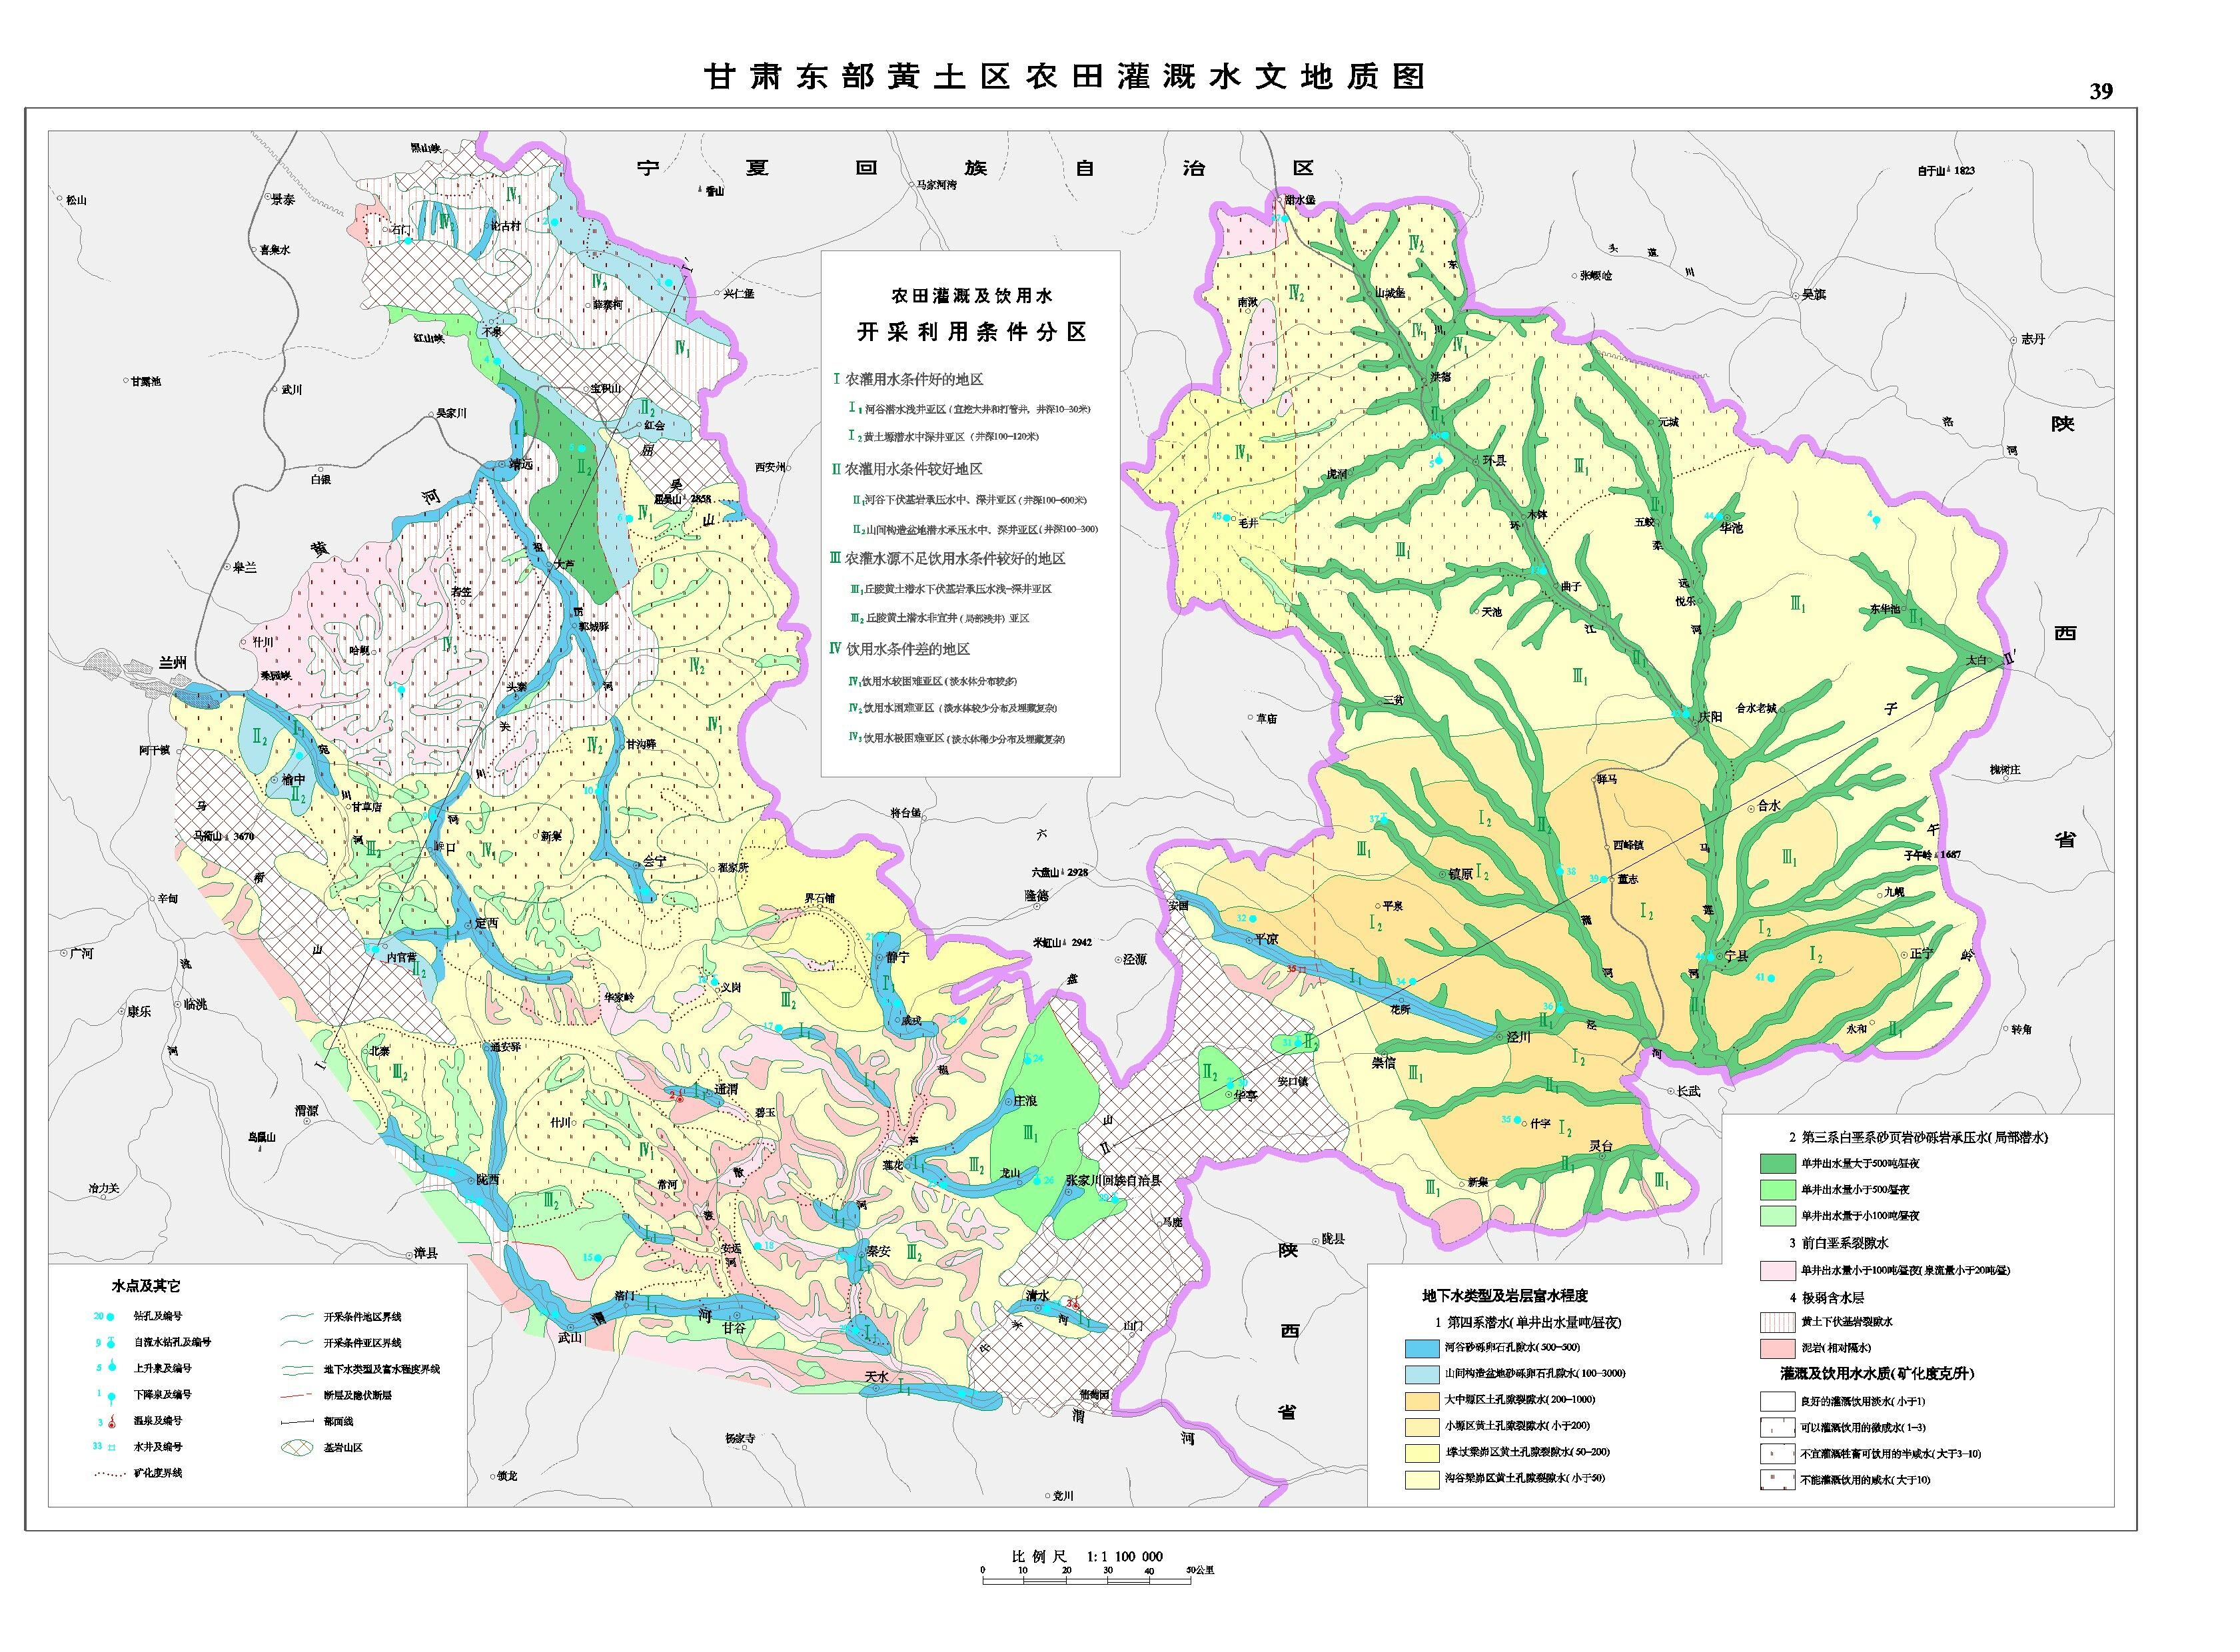 甘肃东部黄土区农田灌溉水文地质图
39
宁夏回族自治区
黑山峡
景泰
松山
喜集水
石门
论古村
香山
马家河湾
甜水堡
白于山 1823
兴仁堡
薛寨柯
红山峡
甘露池
武川
吴家川
宝积山
红会
靖远
白银
西安州
屈吴山 2858
黄河
皋兰
大芦
若笠
郭城驿
什川
哈岘
兰州
桑园峡
头寨
阿干镇
榆中
甘沟驿
甘草店
马衔山 3670
新集
会宁
翟家所
界石铺
将台堡
六盘山 2928
隆德
米缸山 2942
泾源
辛甸
广河
定西
内官营
静宁
威戎
义岗
华家岭
康乐
临洮
洮河
北寨
通安驿
通渭
碧玉
庄浪
渭源
鸟鼠山
什川
莲花
龙山
张家川回族自治县
冶力关
陇西
常河
安远
秦安
马鹿
漳县
洛门
武山
甘谷
清水
山门
天水
葡萄园
渭河
杨家寺
锁龙
党川
农田灌溉及饮用水
开采利用条件分区
Ⅰ 农灌用水条件好的地区
Ⅰ1 河谷潜水浅井亚区(宜挖大井和打管井，井深10-30米)
Ⅰ2 黄土塬潜水中深井亚区(井深100-120米)
Ⅱ 农灌用水条件较好地区
Ⅱ1 河谷下伏基岩承压水中、深井亚区(井深100-600米)
Ⅱ2 山间构造盆地潜水承压水中、深井亚区(井深100-300)
Ⅲ 农灌水源不足饮用水条件较好的地区
Ⅲ1 丘陵黄土潜水下伏基岩承压水浅-深井亚区
Ⅲ2 丘陵黄土潜水非宜井(局部浅井)亚区
Ⅳ 饮用水条件差的地区
Ⅳ1 饮用水较困难亚区(淡水体分布较多)
Ⅳ2 饮用水困难亚区(淡水体较少分布及埋藏复杂)
Ⅳ3 饮用水极困难亚区(淡水体稀少分布及埋藏复杂)
南湫
山城堡
张崾崄
头道川
吴旗
志丹
洛河
陕西省
洪德
元城
虎洞
环县
毛井
木钵
五蛟
华池
曲子
天池
悦乐
东华池
太白
环江
柔远河
三岔
草庙
庆阳
合水老城
槐树庄
驿马
合水
西峰镇
子午岭 1687
镇原
董志
平泉
九岘
安国
平凉
宁县
正宁
花所
泾川
崇信
永和
转角
安口镇
华亭
长武
什字
灵台
新集
陇县
陕西省
水点及其它
20 钻孔及编号
9 自流水钻孔及编号
5 上升泉及编号
1 下降泉及编号
3 温泉及编号
33 水井及编号
矿化度界线
开采条件地区界线
开采条件亚区界线
地下水类型及富水程度界线
断层及隐伏断层
部面线
基岩山区
地下水类型及岩层富水程度
1 第四系潜水(单井出水量吨/昼夜)
河谷砂砾卵石孔隙水(500-500)
山间构造盆地砂砾卵石孔隙水(100-3000)
大中塬区土孔隙裂隙水(200-1000)
小塬区黄土孔隙裂隙水(小于200)
墚坟梁峁区黄土孔隙裂隙水(50-200)
沟谷梁峁区黄土孔隙裂隙水(小于50)
2 第三系白垩系砂页岩砂砾岩承压水(局部潜水)
单井出水量大于500吨/昼夜
单井出水量小于500/昼夜
单井出水量于小100吨/昼夜
3 前白垩系裂隙水
单井出水量小于100吨/昼夜(泉流量小于20吨/昼)
4 极弱含水层
黄土下伏基岩裂隙水
泥岩(相对隔水)
灌溉及饮用水水质(矿化度克/升)
良好的灌溉饮用淡水(小于1)
可以灌溉饮用的微咸水(1-3)
不宜灌溉牲畜可饮用的半咸水(大于3-10)
不能灌溉饮用的咸水(大于10)
比例尺 1:1 100 000
0 10 20 30 40 50公里